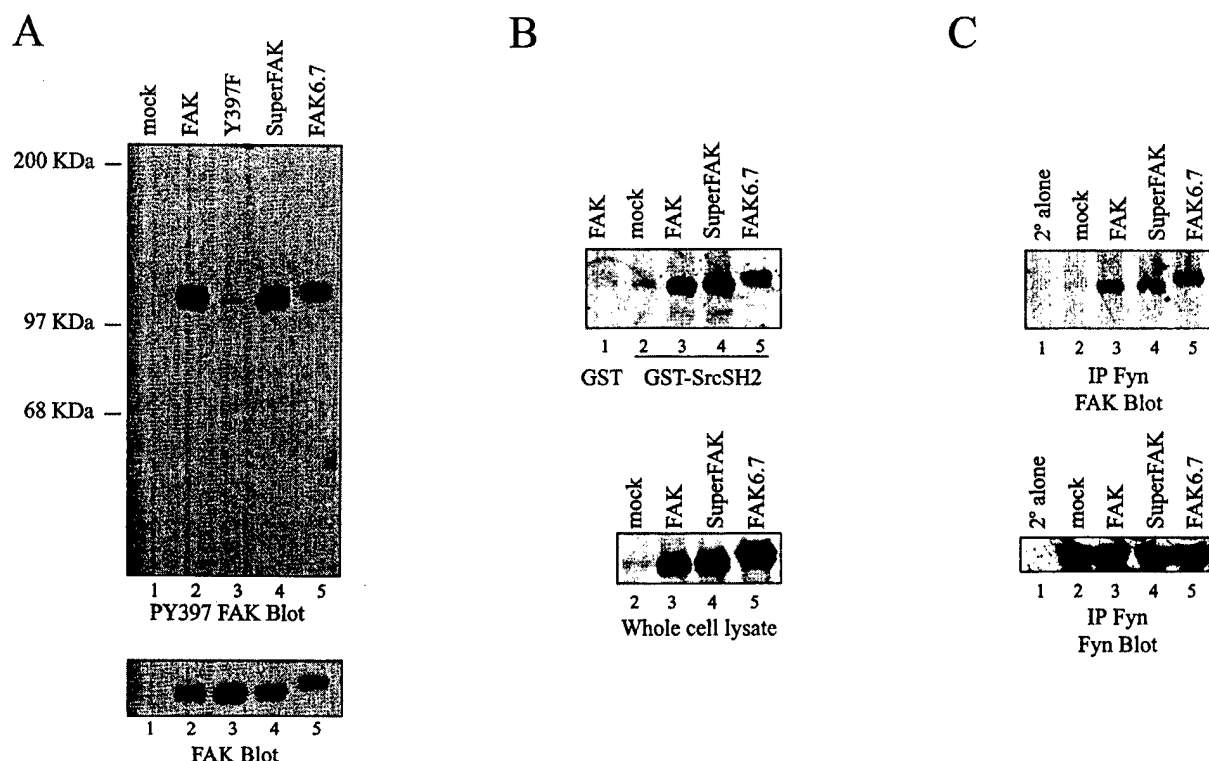 A
mock
FAK
Y397F
SuperFAK
FAK6.7
200 KDa
97 KDa
68 KDa
1 2 3 4 5
PY397 FAK Blot
1 2 3 4 5
FAK Blot
B
FAK
mock
FAK
SuperFAK
FAK6.7
1 2 3 4 5
GST GST-SrcSH2
mock
FAK
SuperFAK
FAK6.7
2 3 4 5
Whole cell lysate
C
2° alone
mock
FAK
SuperFAK
FAK6.7
1 2 3 4 5
IP Fyn
FAK Blot
2° alone
mock
FAK
SuperFAK
FAK6.7
1 2 3 4 5
IP Fyn
Fyn Blot